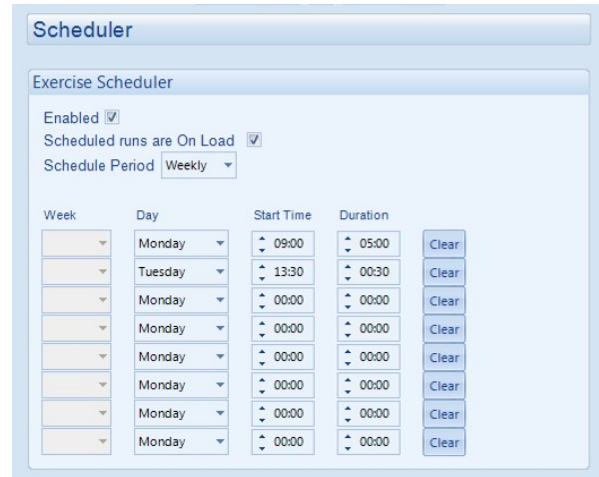 Scheduler
Exercise Scheduler
Enabled
Scheduled runs are On Load
Schedule Period Weekly
Week Day Start Time Duration
Monday 09:00 05:00 Clear
Tuesday 13:30 00:30 Clear
Monday 00:00 00:00 Clear
Monday 00:00 00:00 Clear
Monday 00:00 00:00 Clear
Monday 00:00 00:00 Clear
Monday 00:00 00:00 Clear
Monday 00:00 00:00 Clear